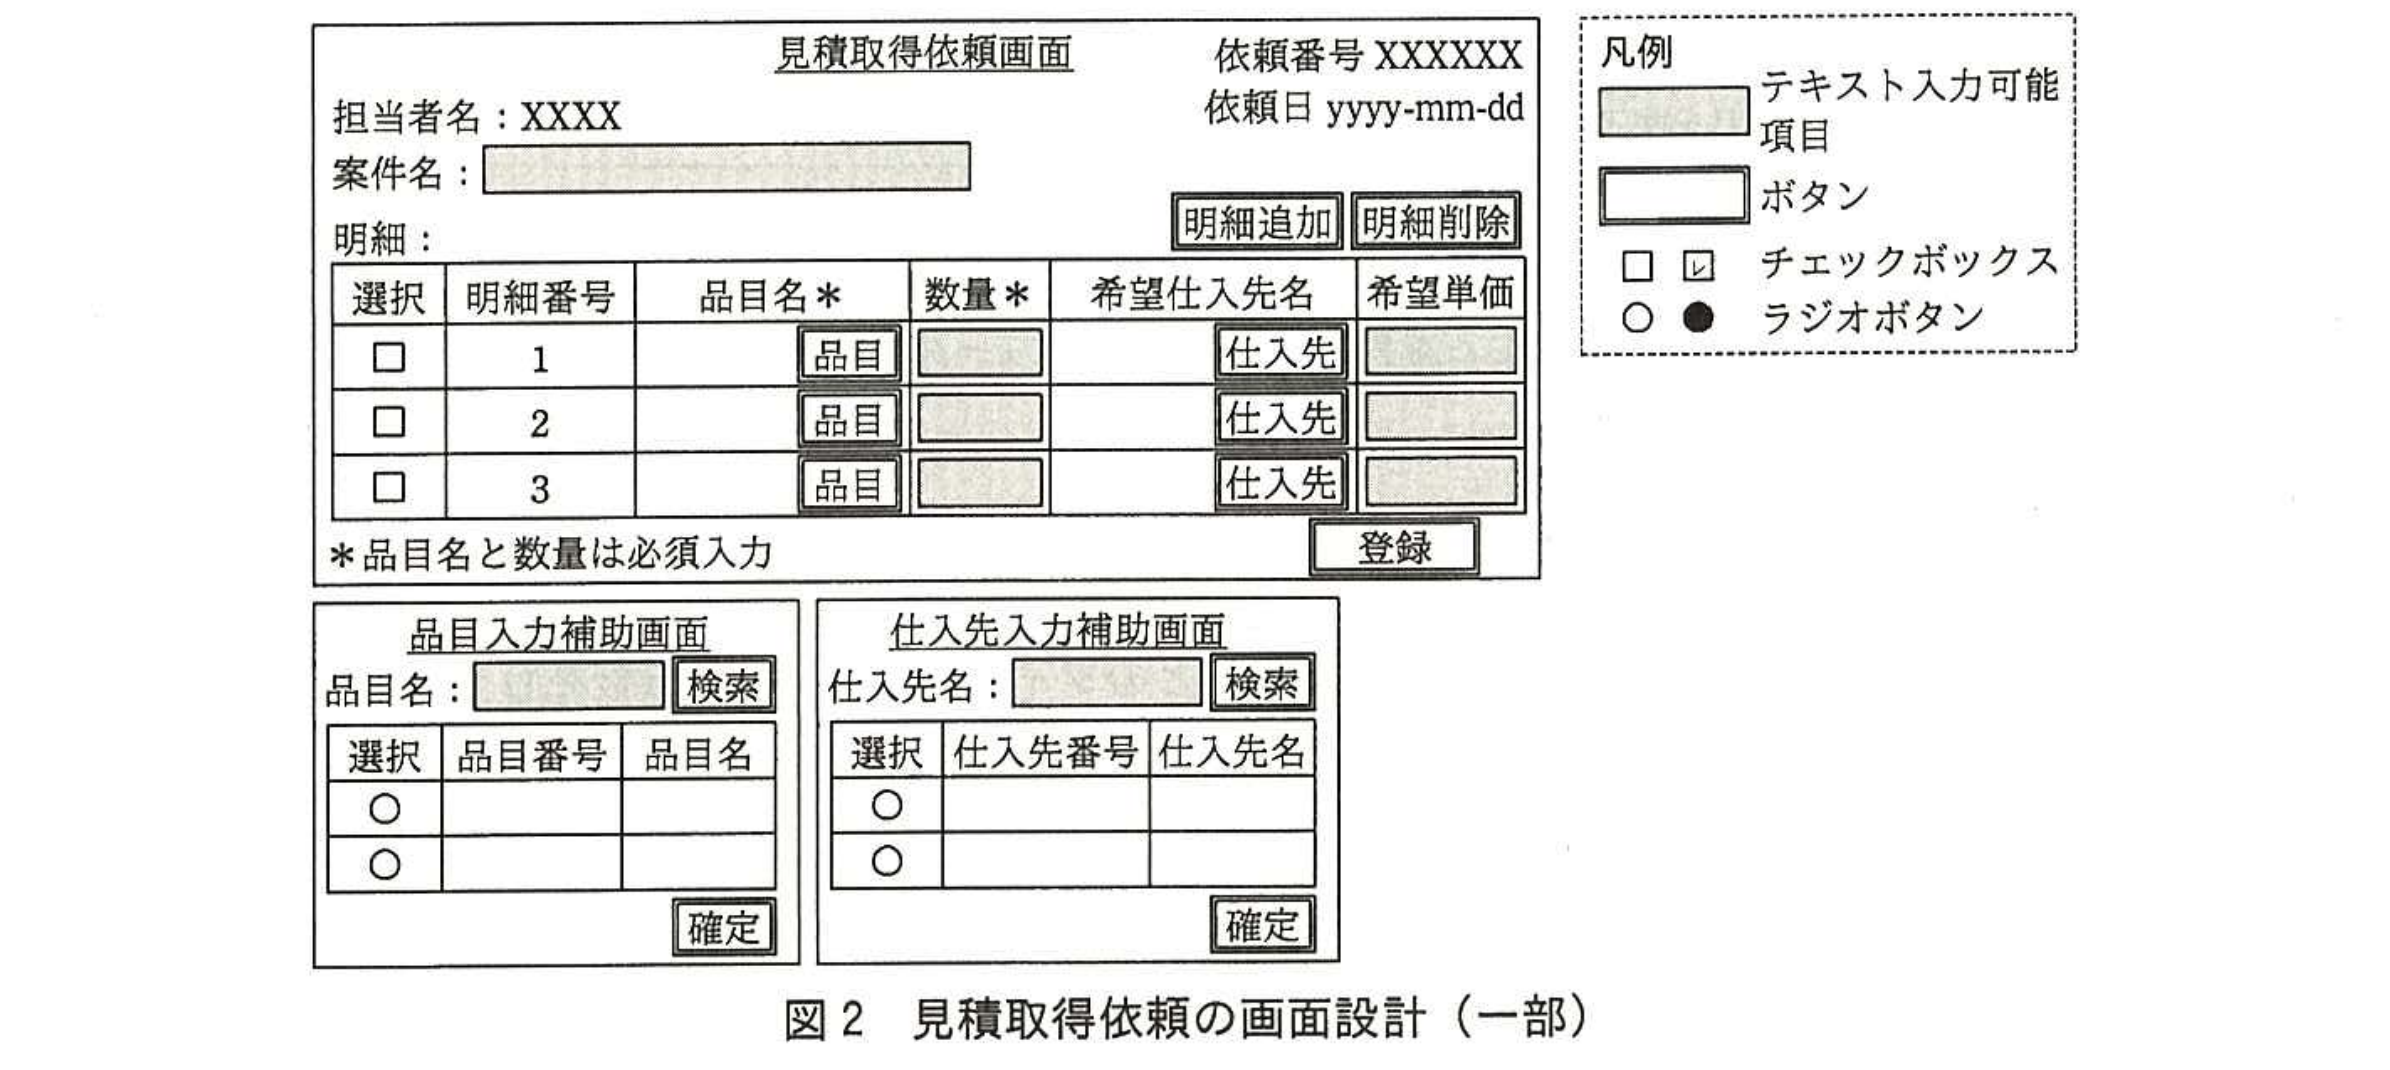 見積取得依頼画面
依頼番号 XXXXXX
担当者名：XXXX
依頼日 yyyy-mm-dd
案件名：
明細：
明細追加 明細削除
選択 明細番号 品目名＊ 数量＊ 希望仕入先名 希望単価
□ 1 品目 仕入先
□ 2 品目 仕入先
□ 3 品目 仕入先
＊品目名と数量は必須入力
登録
凡例
テキスト入力可能
項目
ボタン
□ レ チェックボックス
○ ● ラジオボタン
品目入力補助画面
品目名： 検索
選択 品目番号 品目名
○
○
確定
仕入先入力補助画面
仕入先名： 検索
選択 仕入先番号 仕入先名
○
○
確定
図2 見積取得依頼の画面設計（一部）